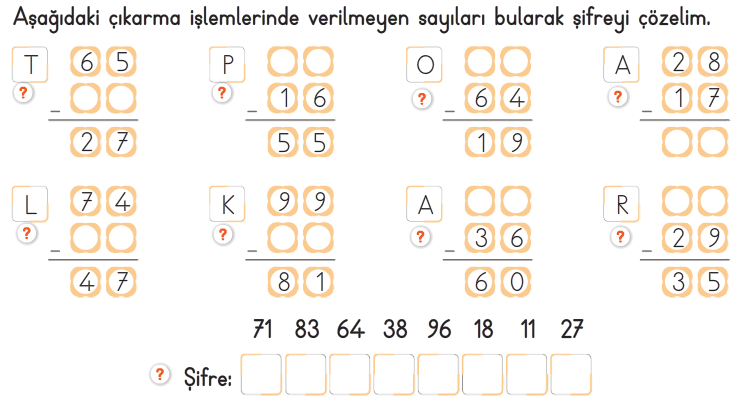 Aşağıdaki çıkarma işlemlerinde verilmeyen sayıları bularak şifreyi çözelim.
T 65 P O A 28
? ? 16 ? 64 ? 17
- - - -
27 55 19
L 74 K 99 A R
? ? ? 36 ? 29
- - - -
47 81 60 35
71 83 64 38 96 18 11 27
? Şifre: